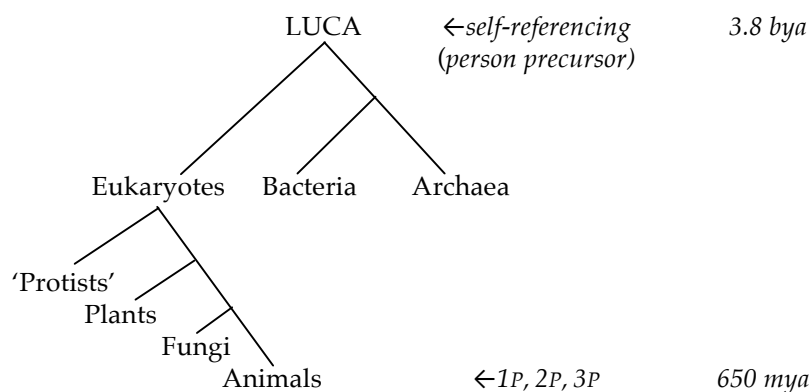 LUCA ←self-referencing 3.8 bya
(person precursor)
Eukaryotes Bacteria Archaea
‘Protists’
Plants
Fungi
Animals ←1P, 2P, 3P 650 mya